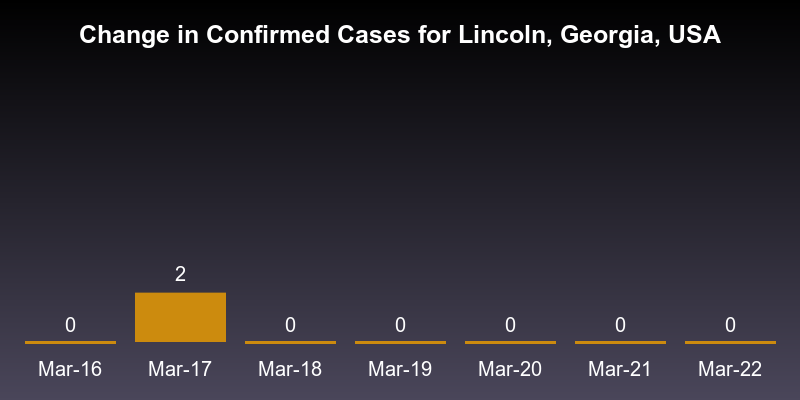 Change in Confirmed Cases for Lincoln, Georgia, USA
2
0 0 0 0 0 0
Mar-16 Mar-17 Mar-18 Mar-19 Mar-20 Mar-21 Mar-22